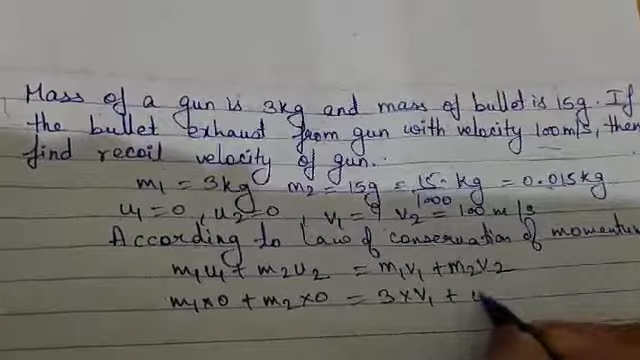 Mass of a gun is 3kg and mass of bullet is 15g. If
the bullet exhaust from gun with velocity 100m/s, then
find recoil velocity of gun.
m₁ = 3kg m₂ = 15g = 15/1000 kg = 0.015kg
u₁ = 0, u₂ = 0, v₁ = ? v₂ = 100 m/s
According to law of conservation of momentum
m₁u₁ + m₂u₂ = m₁v₁ + m₂v₂
m₁×0 + m₂×0 = 3×v₁ +